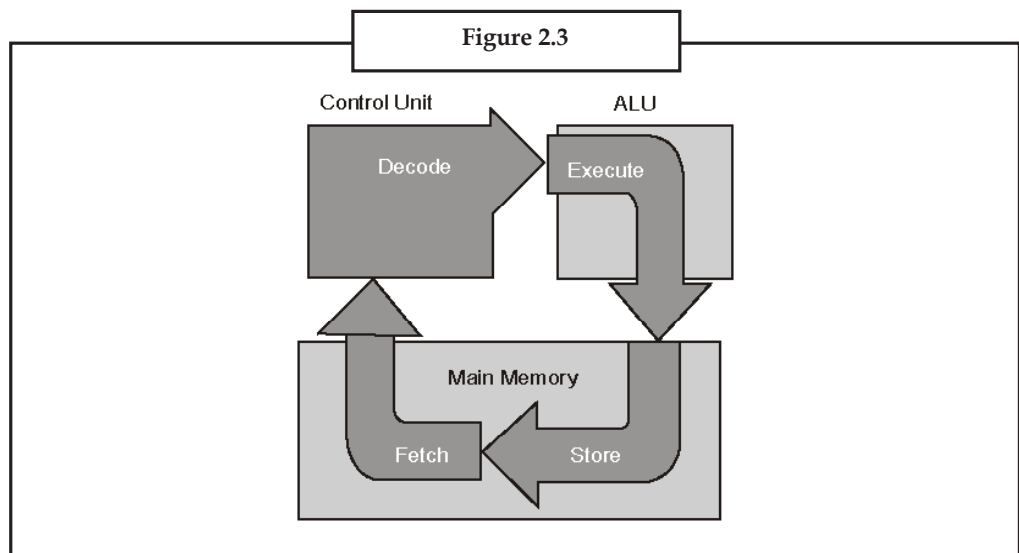 Figure 2.3
Control Unit
ALU
Decode
Execute
Main Memory
Fetch
Store